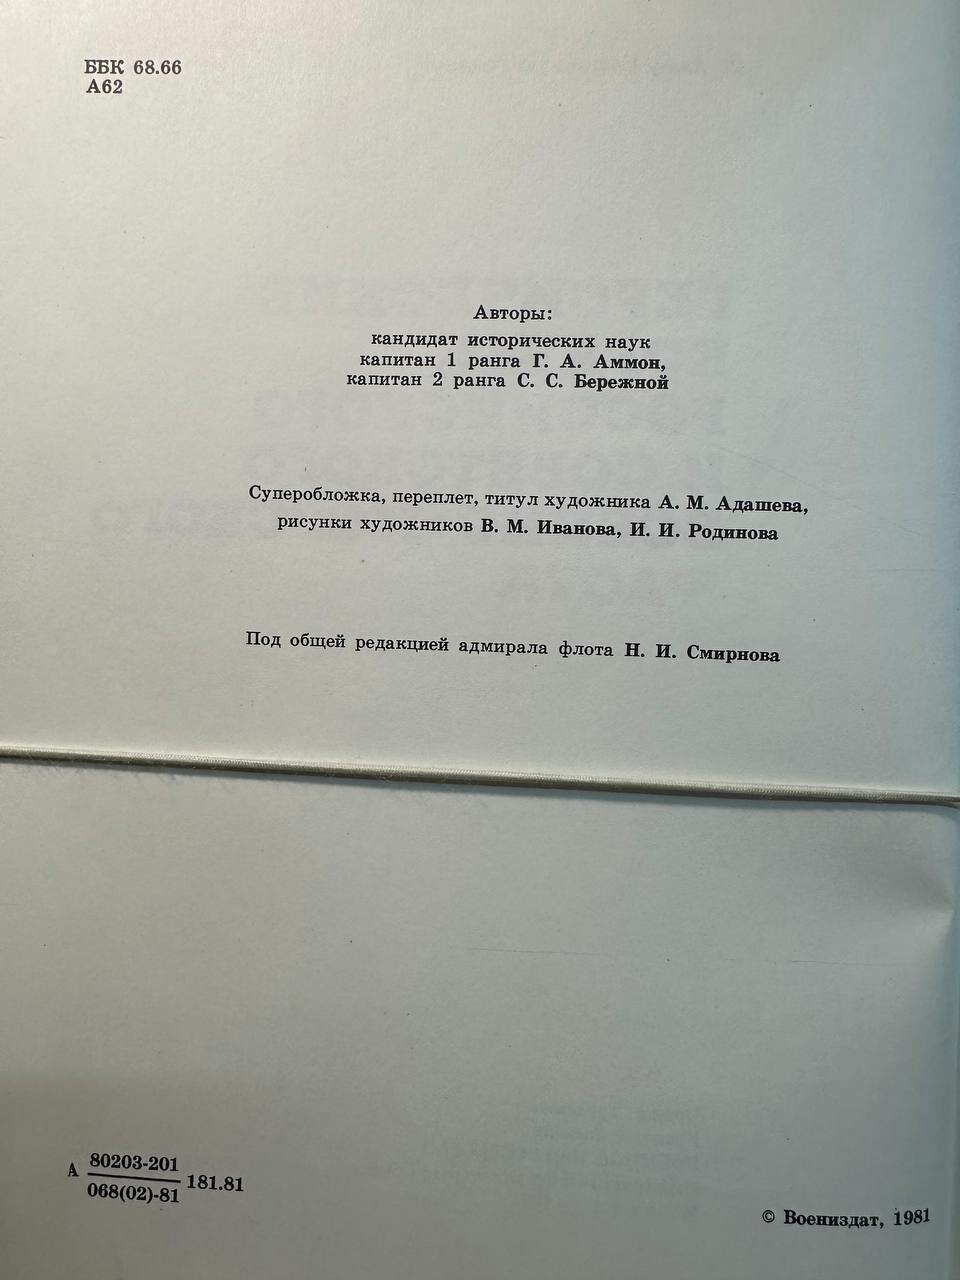 ББК 68.66
А62
Авторы:
кандидат исторических наук
капитан 1 ранга Г. А. Аммон,
капитан 2 ранга С. С. Бережной
Суперобложка, переплет, титул художника А. М. Адашева,
рисунки художников В. М. Иванова, И. И. Родинова
Под общей редакцией адмирала флота Н. И. Смирнова
А 80203-201
068(02)-81 181.81
© Воениздат, 1981